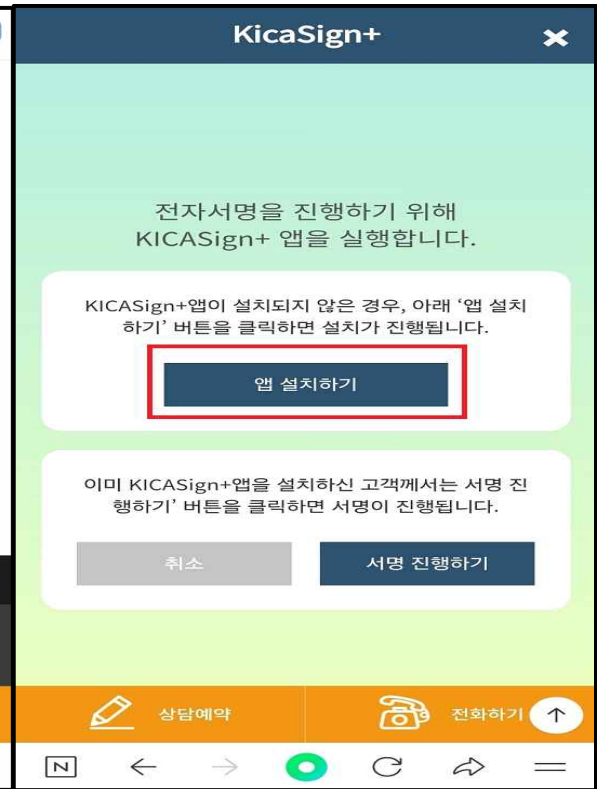 KicaSign+
전자서명을 진행하기 위해
KICASign+ 앱을 실행합니다.
KICASign+앱이 설치되지 않은 경우, 아래 ‘앱 설치
하기’ 버튼을 클릭하면 설치가 진행됩니다.
앱 설치하기
이미 KICASign+앱을 설치하신 고객께서는 서명 진
행하기’ 버튼을 클릭하면 서명이 진행됩니다.
취소
서명 진행하기
상담예약
전화하기
N